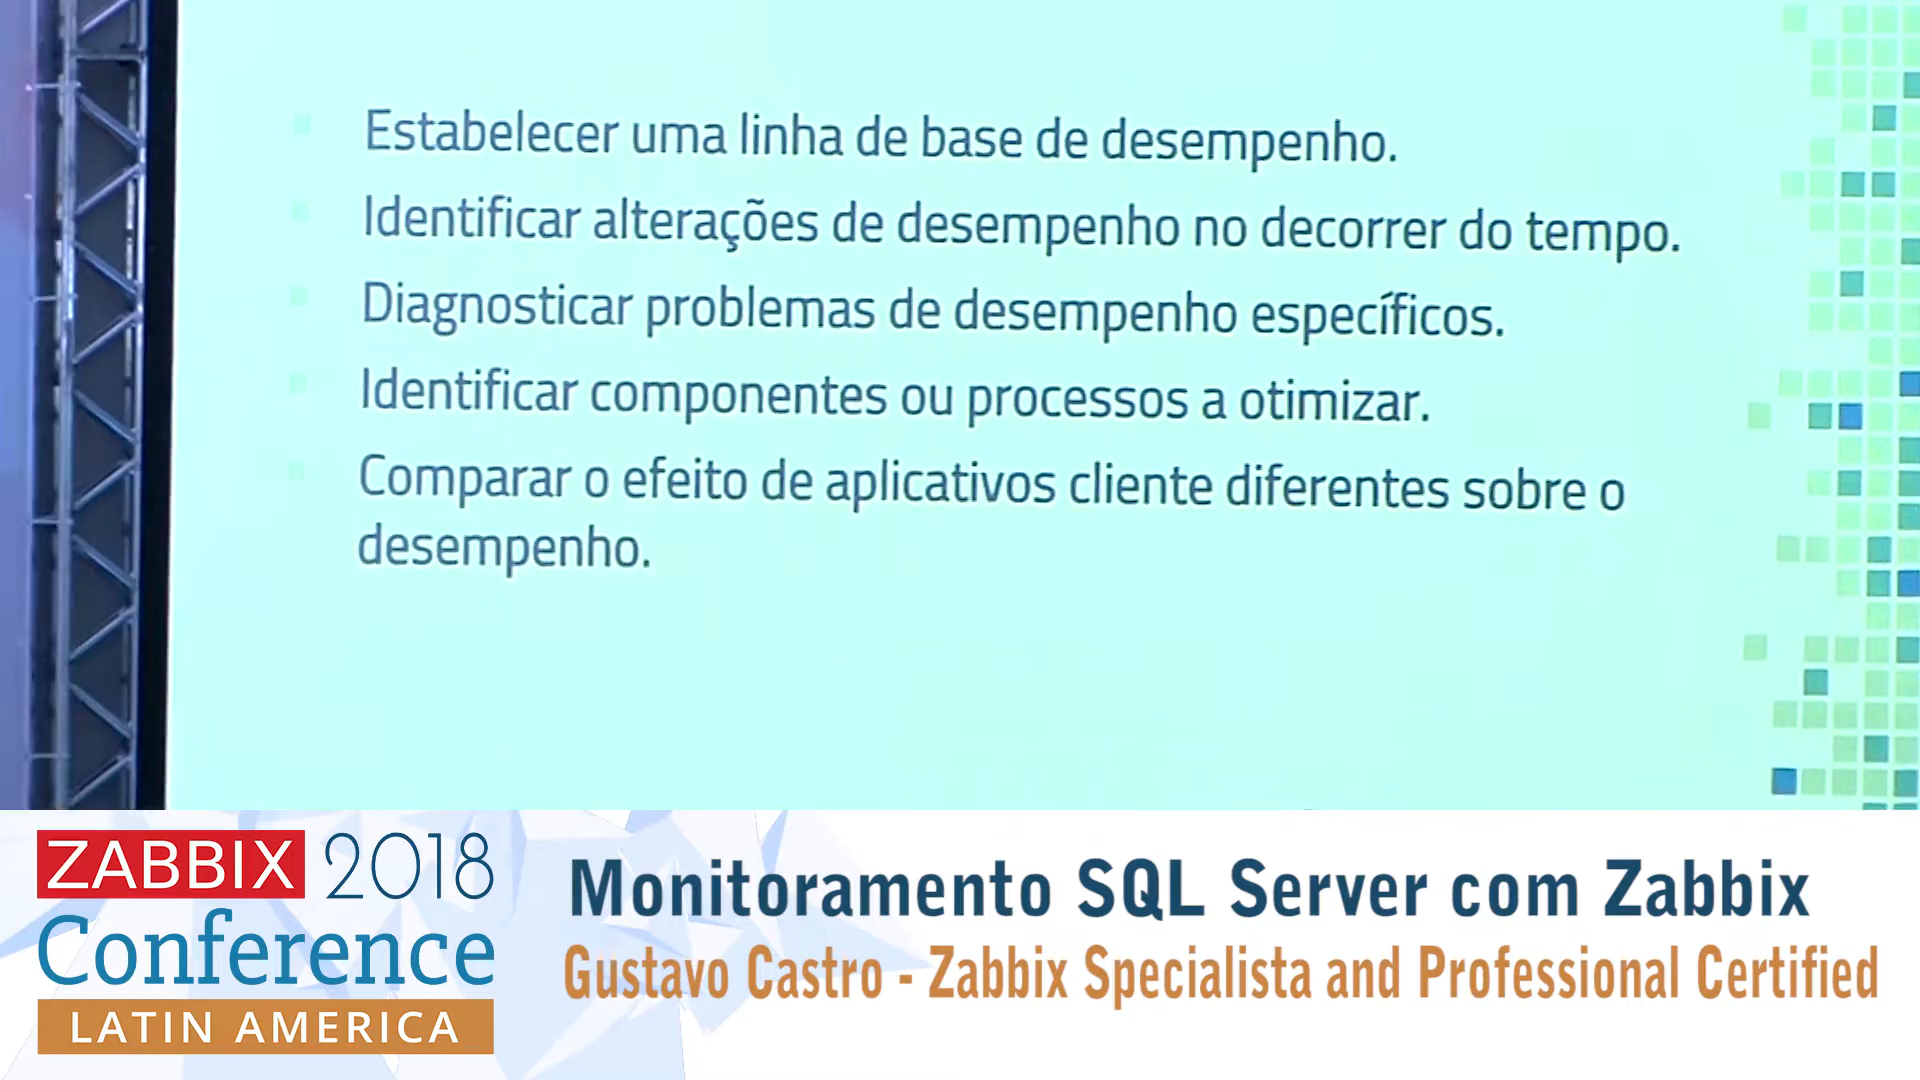 Estabelecer uma linha de base de desempenho.
Identificar alterações de desempenho no decorrer do tempo.
Diagnosticar problemas de desempenho específicos.
Identificar componentes ou processos a otimizar.
Comparar o efeito de aplicativos cliente diferentes sobre o
desempenho.
ZABBIX 2018
Conference
LATIN AMERICA
Monitoramento SQL Server com Zabbix
Gustavo Castro - Zabbix Specialista and Professional Certified